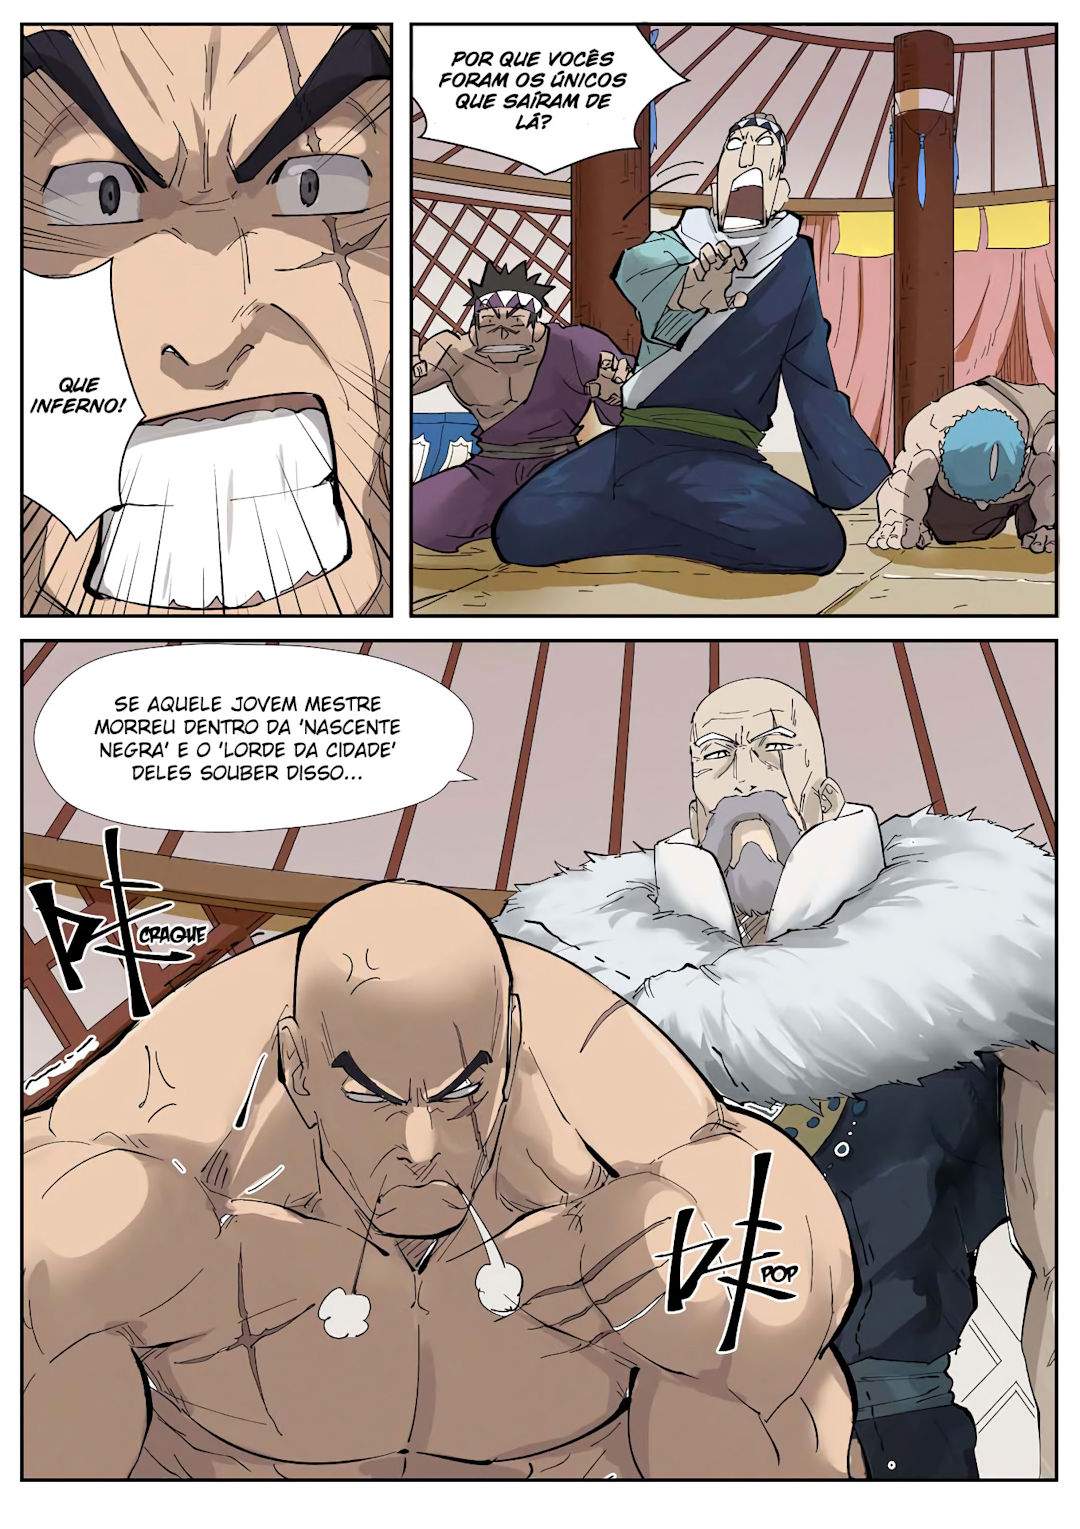 QUE
INFERNO!
POR QUE VOCÊS
FORAM OS ÚNICOS
QUE SAÍRAM DE
LÁ?
SE AQUELE JOVEM MESTRE
MORREU DENTRO DA 'NASCENTE
NEGRA' E O 'LORDE DA CIDADE'
DELES SOUBER DISSO...
CRAQUE
POP